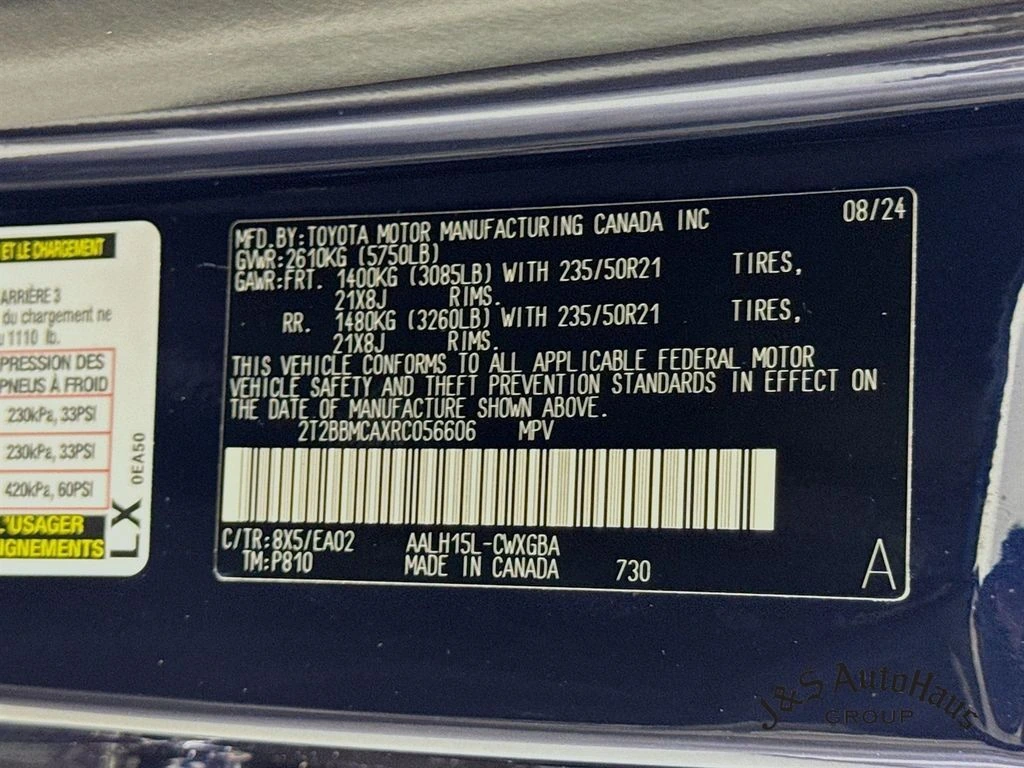 ET LE CHARGEMENT
ARRIÈRE 3
du chargement ne
1110 lb.
PRESSION DES
PNEUS À FROID
230kPa, 33PSI
230kPa, 33PSI
420kPa, 60PSI
L'USAGER
IGNEMENTS
LX
0EA50
08/24
MFD.BY:TOYOTA MOTOR MANUFACTURING CANADA INC
GVWR:2610KG (5750LB)
GAWR:FRT. 1400KG (3085LB) WITH 235/50R21 TIRES,
21X8J RIMS.
RR. 1480KG (3260LB) WITH 235/50R21 TIRES,
21X8J RIMS.
THIS VEHICLE CONFORMS TO ALL APPLICABLE FEDERAL MOTOR
VEHICLE SAFETY AND THEFT PREVENTION STANDARDS IN EFFECT ON
THE DATE OF MANUFACTURE SHOWN ABOVE.
2T2BBMCAXRC056606 MPV
C/TR:8X5/EA02 AALH15L-CWXGBA
TM:P810 MADE IN CANADA 730
A
J&S AutoHaus
GROUP